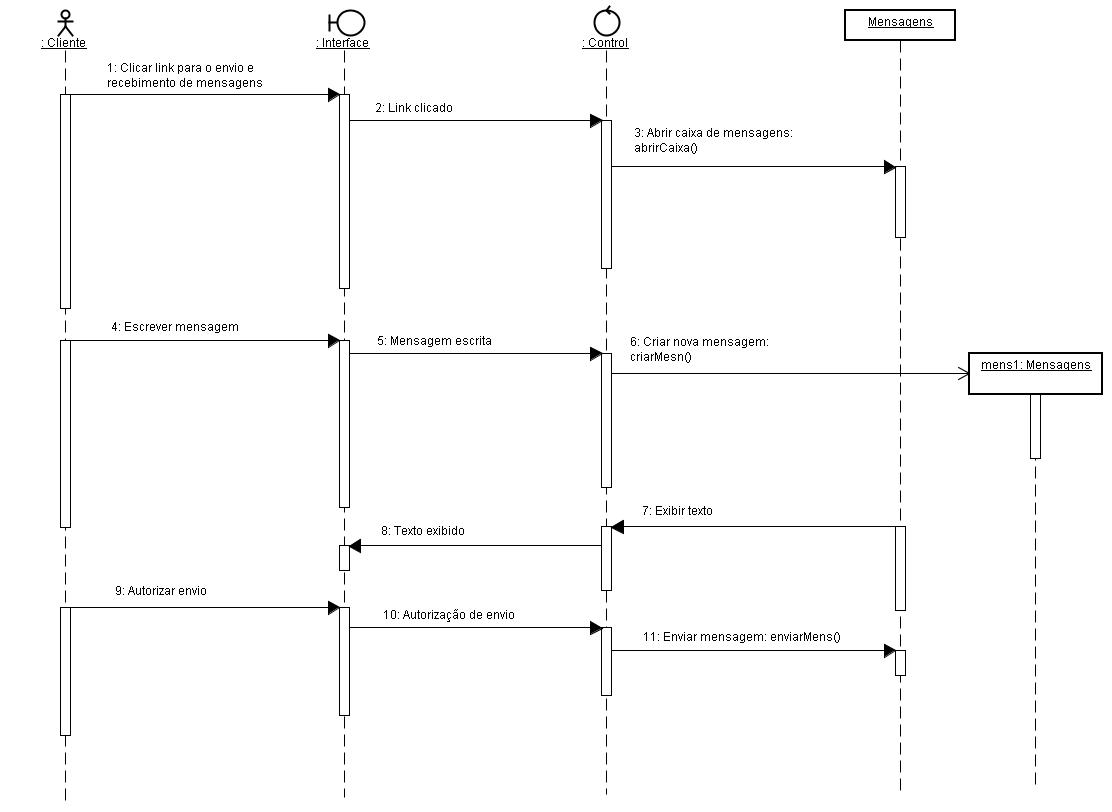 : Cliente
: Interface
: Control
Mensagens
1: Clicar link para o envio e
recebimento de mensagens
2: Link clicado
3: Abrir caixa de mensagens:
abrirCaixa()
4: Escrever mensagem
5: Mensagem escrita
6: Criar nova mensagem:
criarMesn()
mens1: Mensagens
7: Exibir texto
8: Texto exibido
9: Autorizar envio
10: Autorização de envio
11: Enviar mensagem: enviarMens()